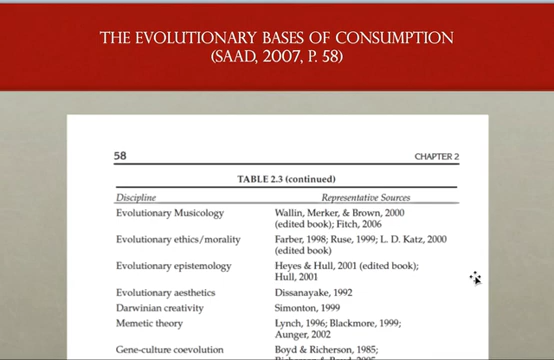 THE EVOLUTIONARY BASES OF CONSUMPTION
(SAAD, 2007, P. 58)
58 CHAPTER 2
TABLE 2.3 (continued)
Discipline Representative Sources
Evolutionary Musicology Wallin, Merker, & Brown, 2000
(edited book); Fitch, 2006
Evolutionary ethics/morality Farber, 1998; Ruse, 1999; L. D. Katz, 2000
(edited book)
Evolutionary epistemology Heyes & Hull, 2001 (edited book);
Hull, 2001
Evolutionary aesthetics Dissanayake, 1992
Darwinian creativity Simonton, 1999
Memetic theory Lynch, 1996; Blackmore, 1999;
Aunger, 2002
Gene-culture coevolution Boyd & Richerson, 1985;